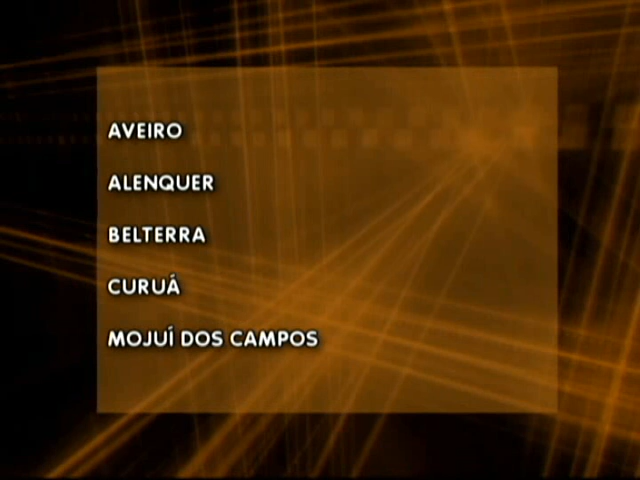 AVEIRO
ALENQUER
BELTERRA
CURUÁ
MOJUÍ DOS CAMPOS